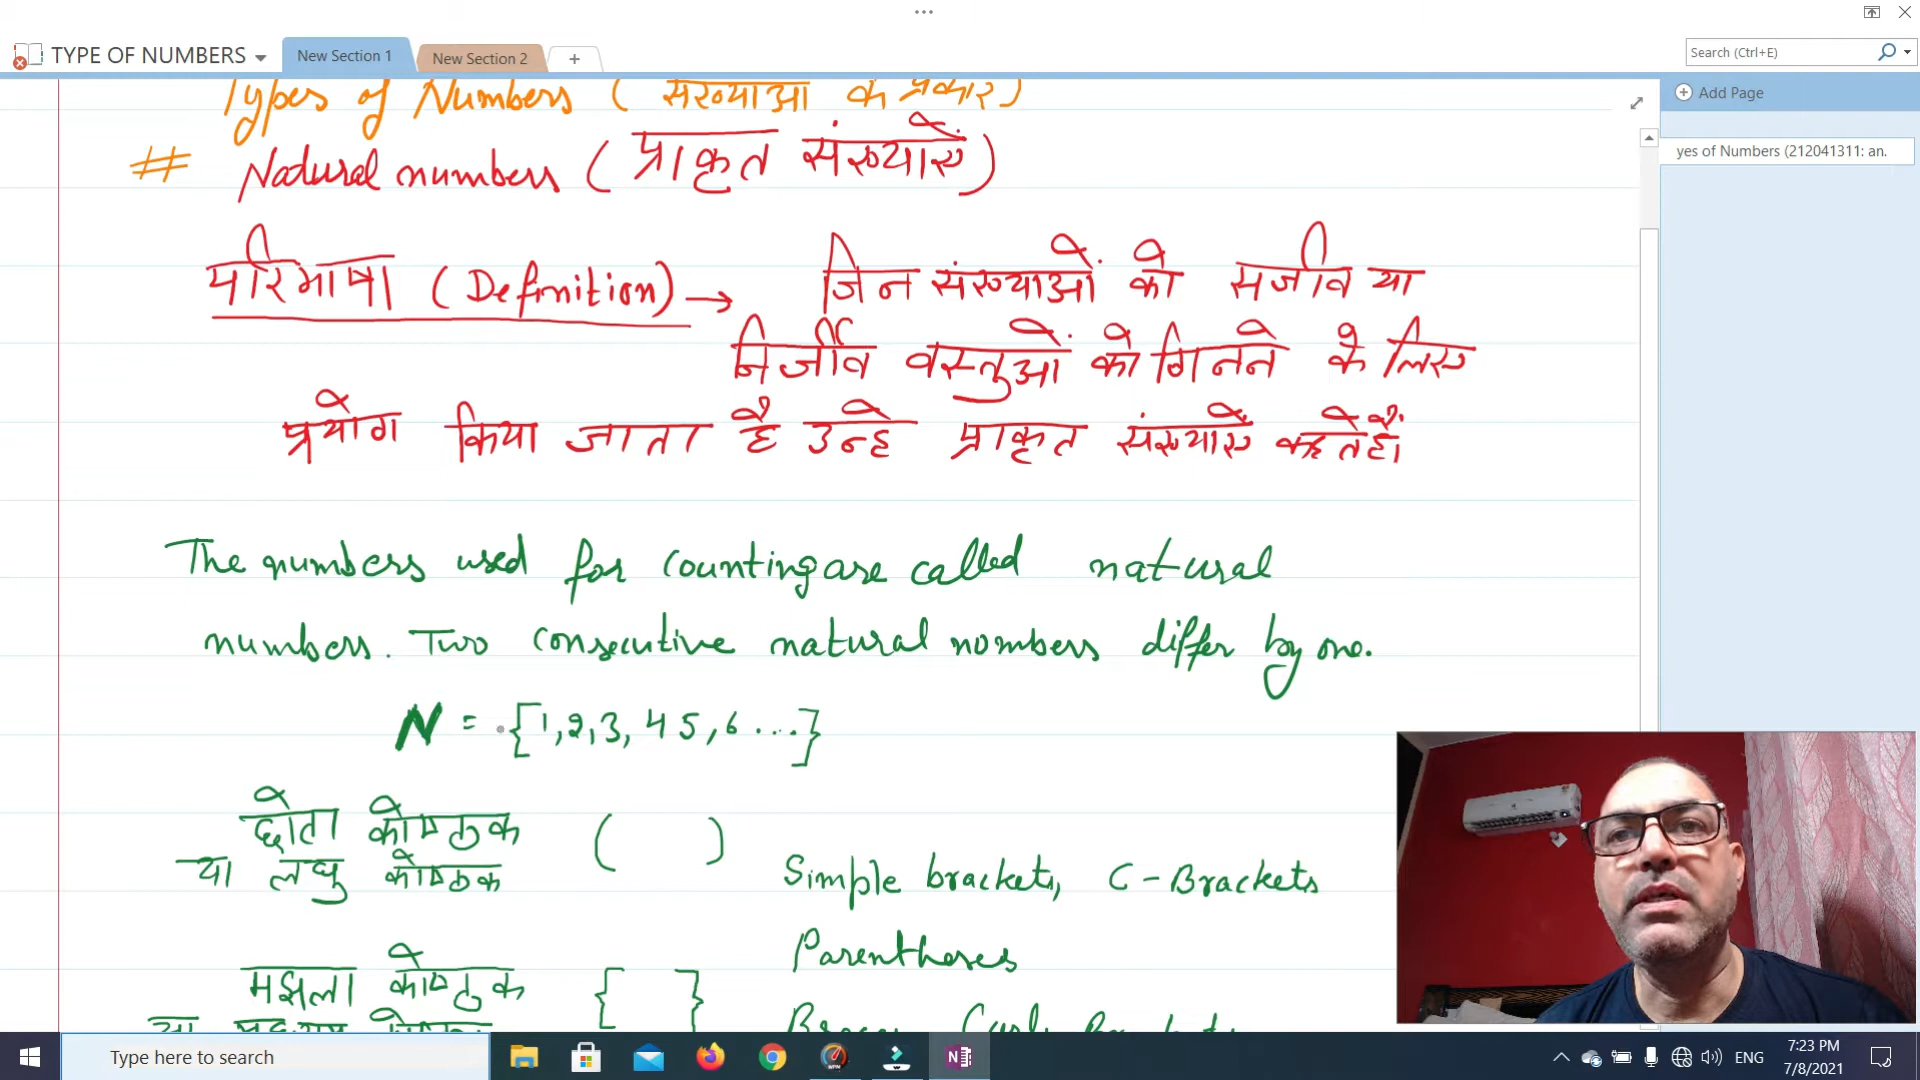 TYPE OF NUMBERS
New Section 1
New Section 2
Search (Ctrl+E)
Add Page
yes of Numbers (212041311: an.
Types of Numbers ( संख्याओं के प्रकार )
# Natural numbers ( प्राकृत संख्याएं )
परिभाषा ( Definition ) → जिन संख्याओं को सजीव या
निर्जीव वस्तुओं को गिनने के लिए
प्रयोग किया जाता है उन्हे प्राकृत संख्याएं कहते हैं।
The numbers used for counting are called natural
numbers. Two consecutive natural numbers differ by one.
N = {1,2,3, 4 5, 6 ....}
छोटा कोष्ठक ( )
या लघु कोष्ठक
Simple brackets, C-Brackets
Parentheses
मझला कोष्ठक { }
Type here to search
ENG
7:23 PM
7/8/2021